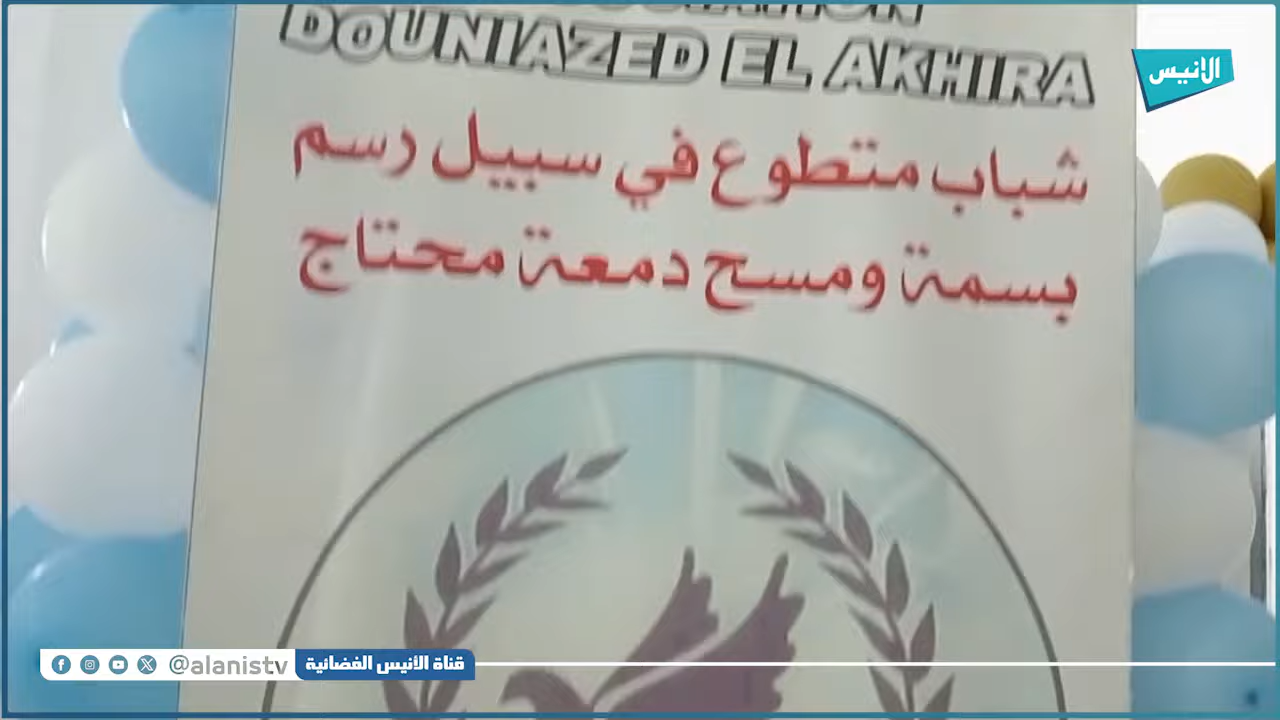 DOUNIAZED EL AKHIRA
شباب متطوع في سبيل رسم
بسمة ومسح دمعة محتاج
الأنيس
@alanistv
قناة الأنيس الفضائية